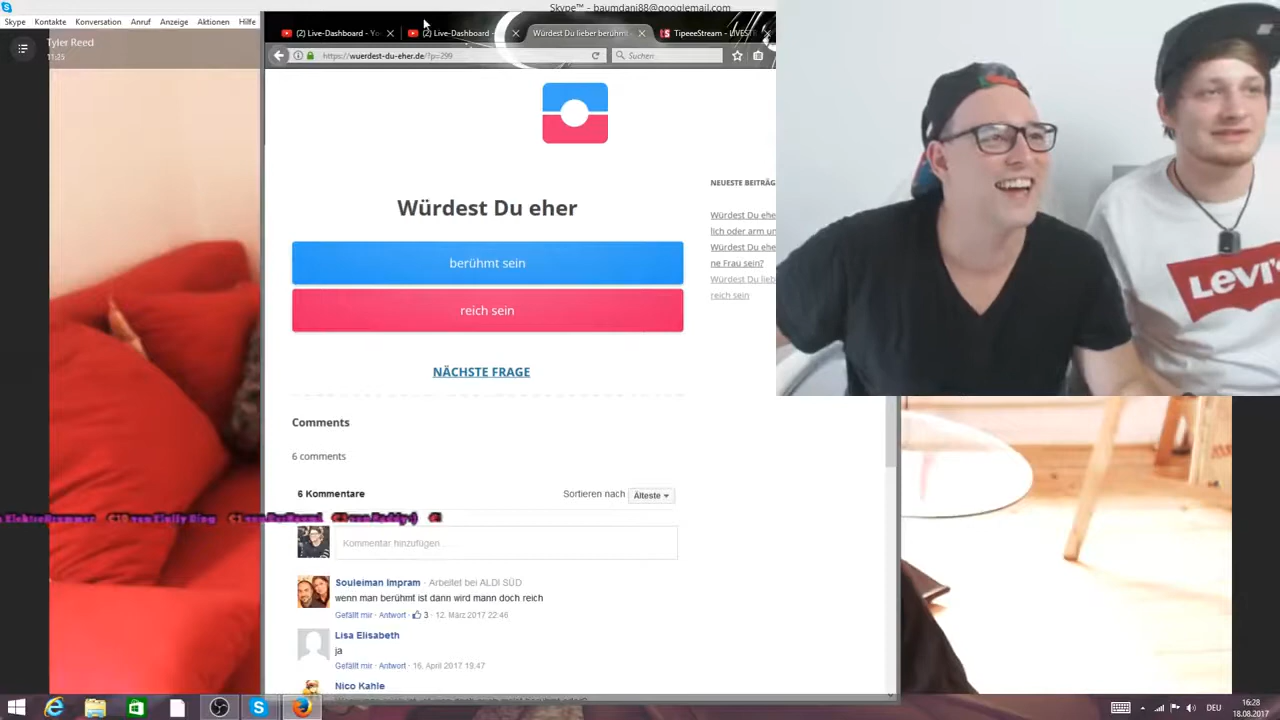 Skype™ - baumdani88@googlemail.com
Skype Kontakte Konversation Anruf Anzeige Aktionen Hilfe
Tyler Reed
(2) Live-Dashboard - Yo
(2) Live-Dashboard -
Würdest Du lieber berühmt
TipeeeStream - LIVESTR
https://wuerdest-du-eher.de/?p=299
Suchen
Würdest Du eher
berühmt sein
reich sein
NÄCHSTE FRAGE
NEUESTE BEITRÄG
Würdest Du ehe
lich oder arm un
Würdest Du ehe
ne Frau sein?
Würdest Du lieb
reich sein
Levi's
Comments
6 comments
6 Kommentare
Sortieren nach Älteste
Kommentar hinzufügen ...
Souleiman Impram · Arbeitet bei ALDI SÜD
wenn man berühmt ist dann wird mann doch reich
Gefällt mir · Antwort · 3 · 12. März 2017 22:46
Lisa Elisabeth
ja
Gefällt mir · Antwort · 16. April 2017 19:47
Nico Kahle
DEU
16:28
18.08.2017